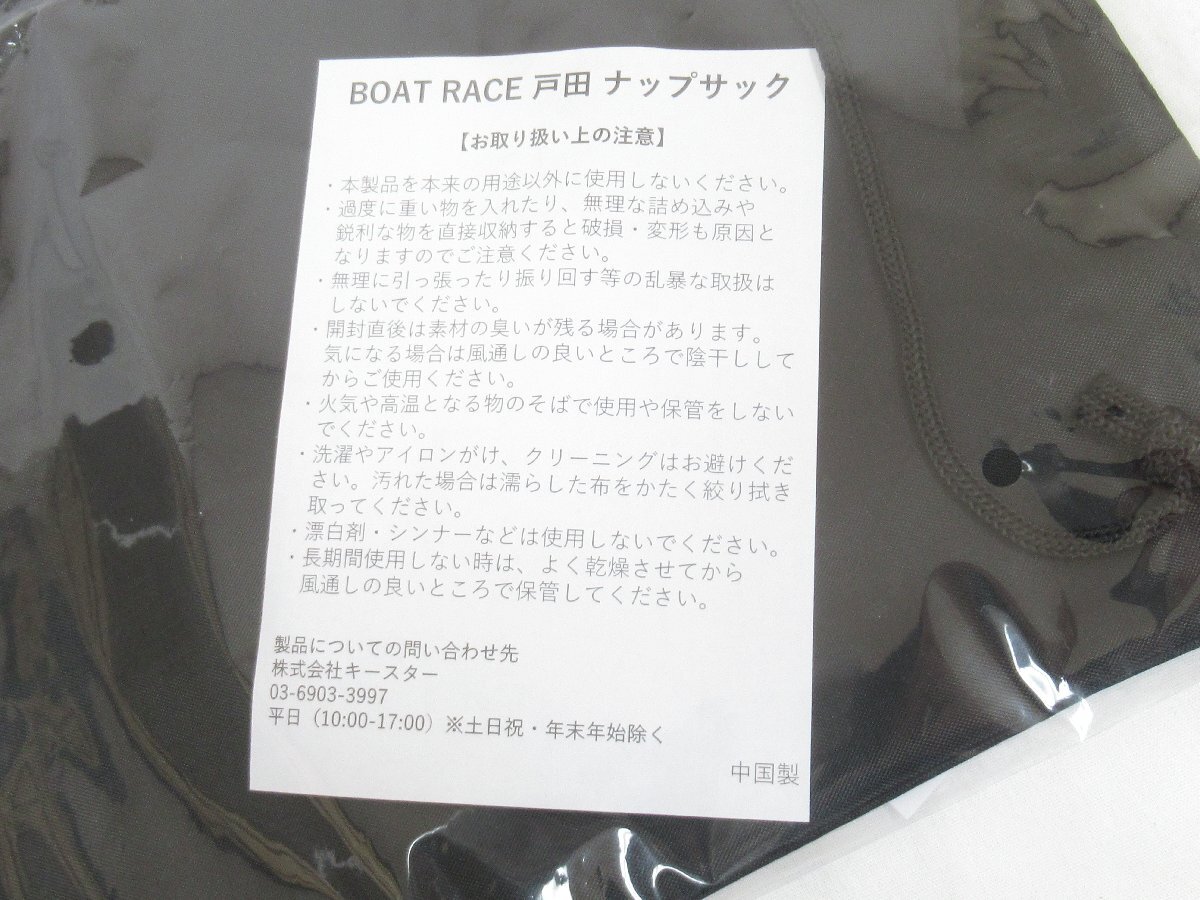 BOAT RACE 戸田 ナップサック
【お取り扱い上の注意】
・本製品を本来の用途以外に使用しないください。
・過度に重い物を入れたり、無理な詰め込みや
鋭利な物を直接収納すると破損・変形も原因と
なりますのでご注意ください。
・無理に引っ張ったり振り回す等の乱暴な取扱は
しないでください。
・開封直後は素材の臭いが残る場合があります。
気になる場合は風通しの良いところで陰干しして
からご使用ください。
・火気や高温となる物のそばで使用や保管をしない
でください。
・洗濯やアイロンがけ、クリーニングはお避けくだ
さい。汚れた場合は濡らした布をかたく絞り拭き
取ってください。
・漂白剤・シンナーなどは使用しないでください。
・長期間使用しない時は、よく乾燥させてから
風通しの良いところで保管してください。
製品についての問い合わせ先
株式会社キースター
03-6903-3997
平日（10:00-17:00）※土日祝・年末年始除く
中国製